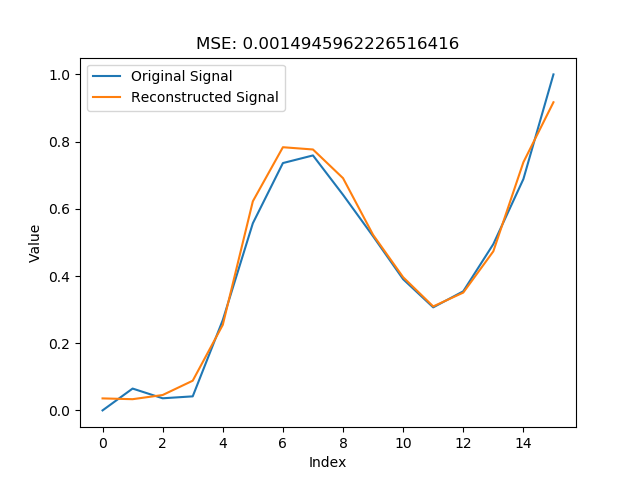 MSE: 0.0014945962226516416
Original Signal
Reconstructed Signal
Value
1.0
0.8
0.6
0.4
0.2
0.0
0 2 4 6 8 10 12 14
Index